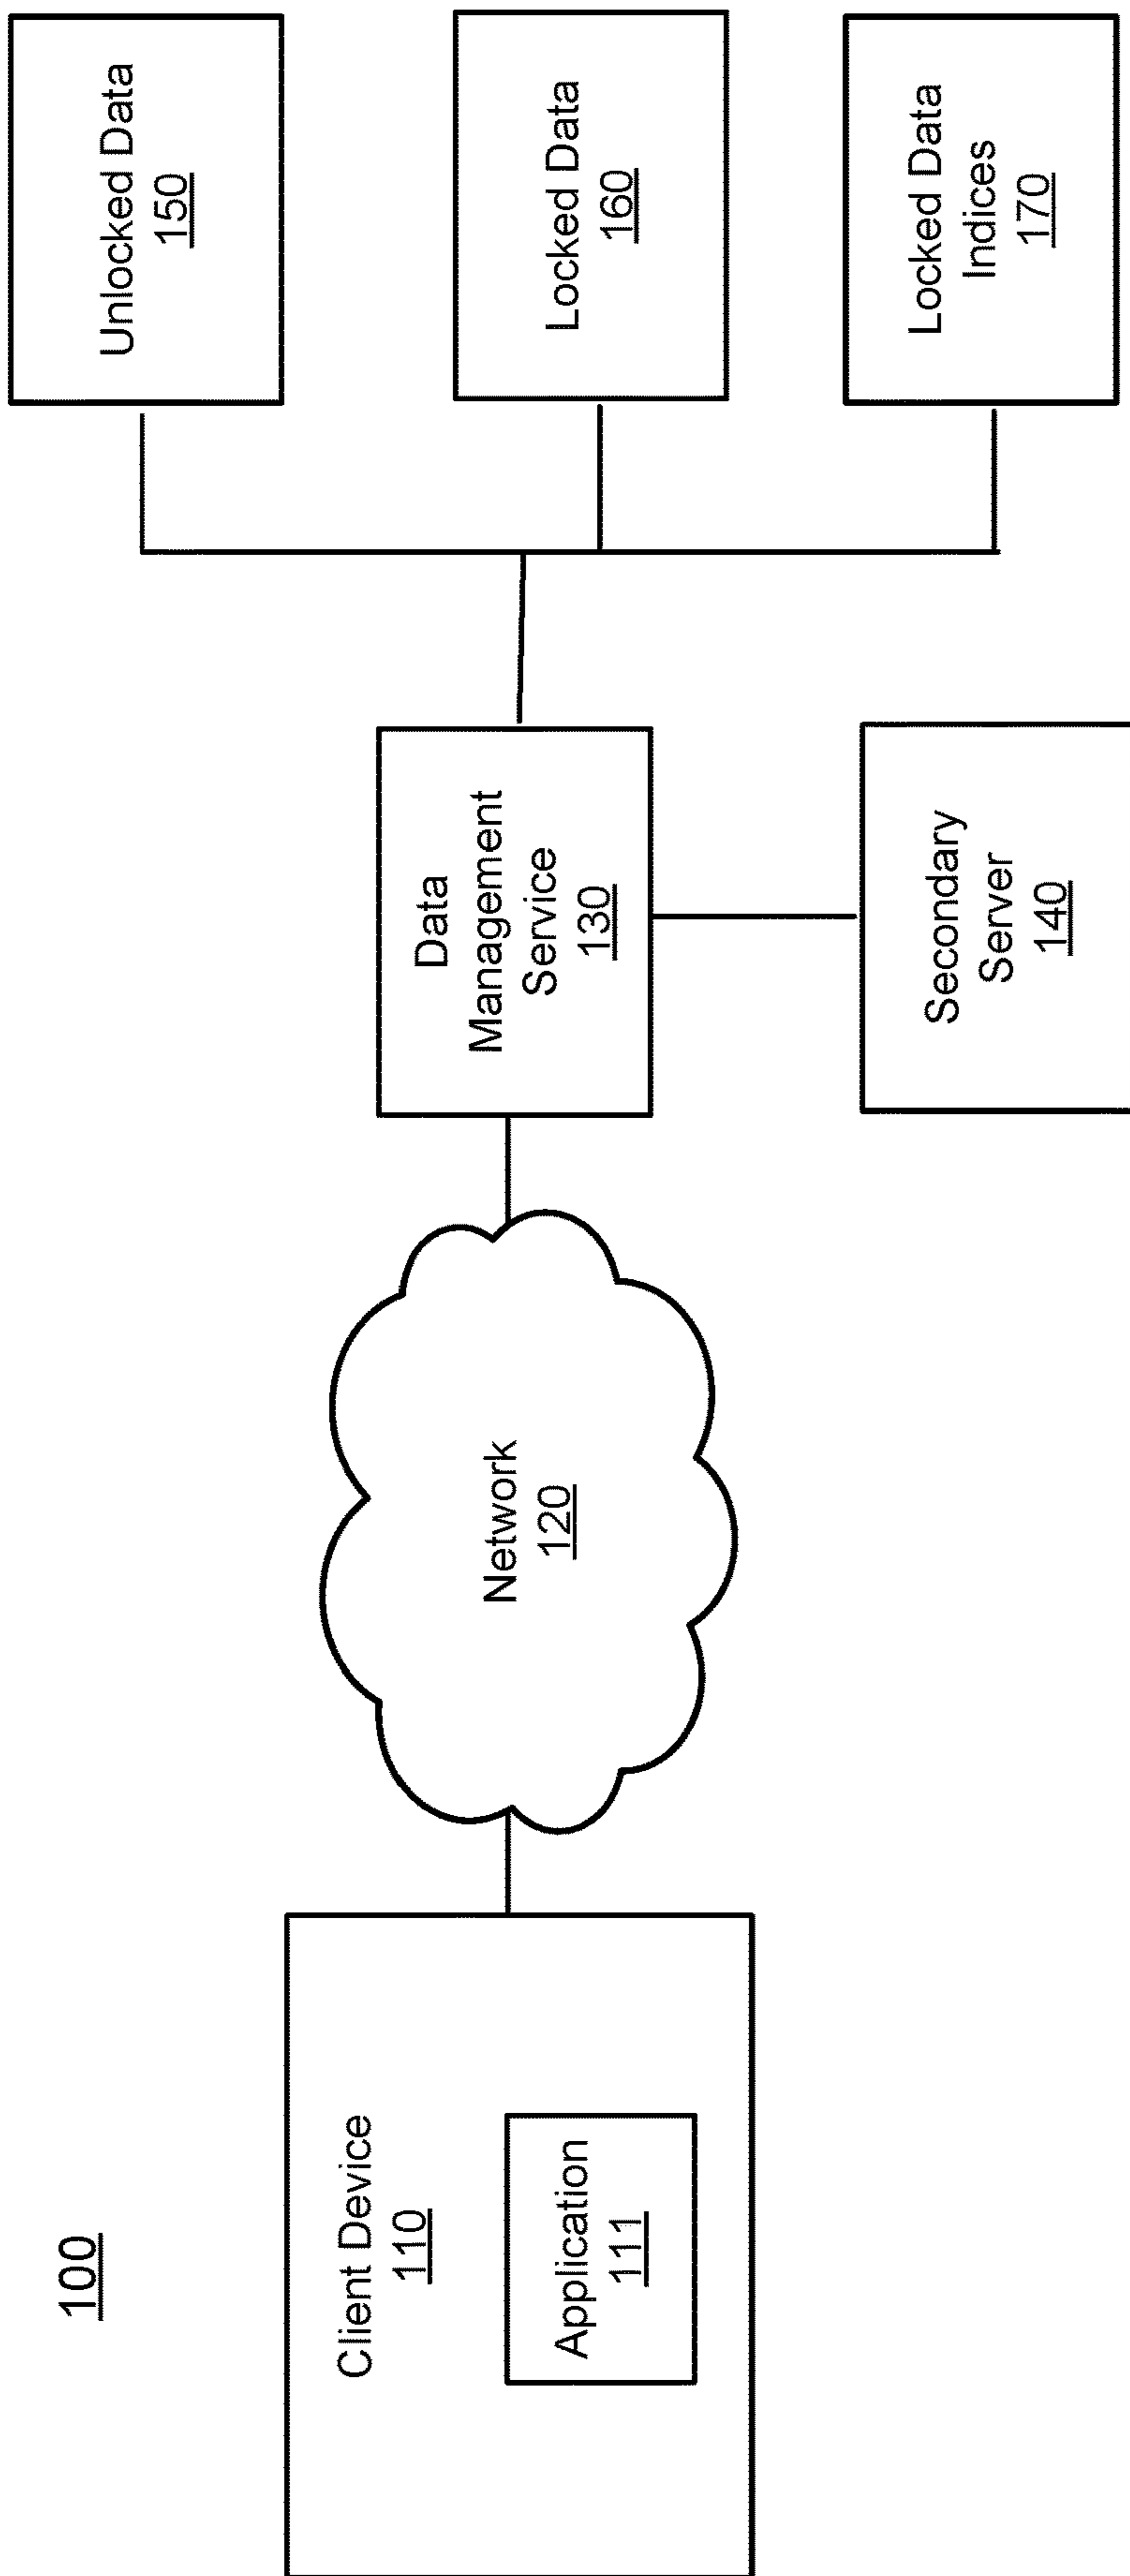 100
Client Device
110
Application
111
Network
120
Data
Management
Service
130
Secondary
Server
140
Unlocked Data
150
Locked Data
160
Locked Data
Indices
170